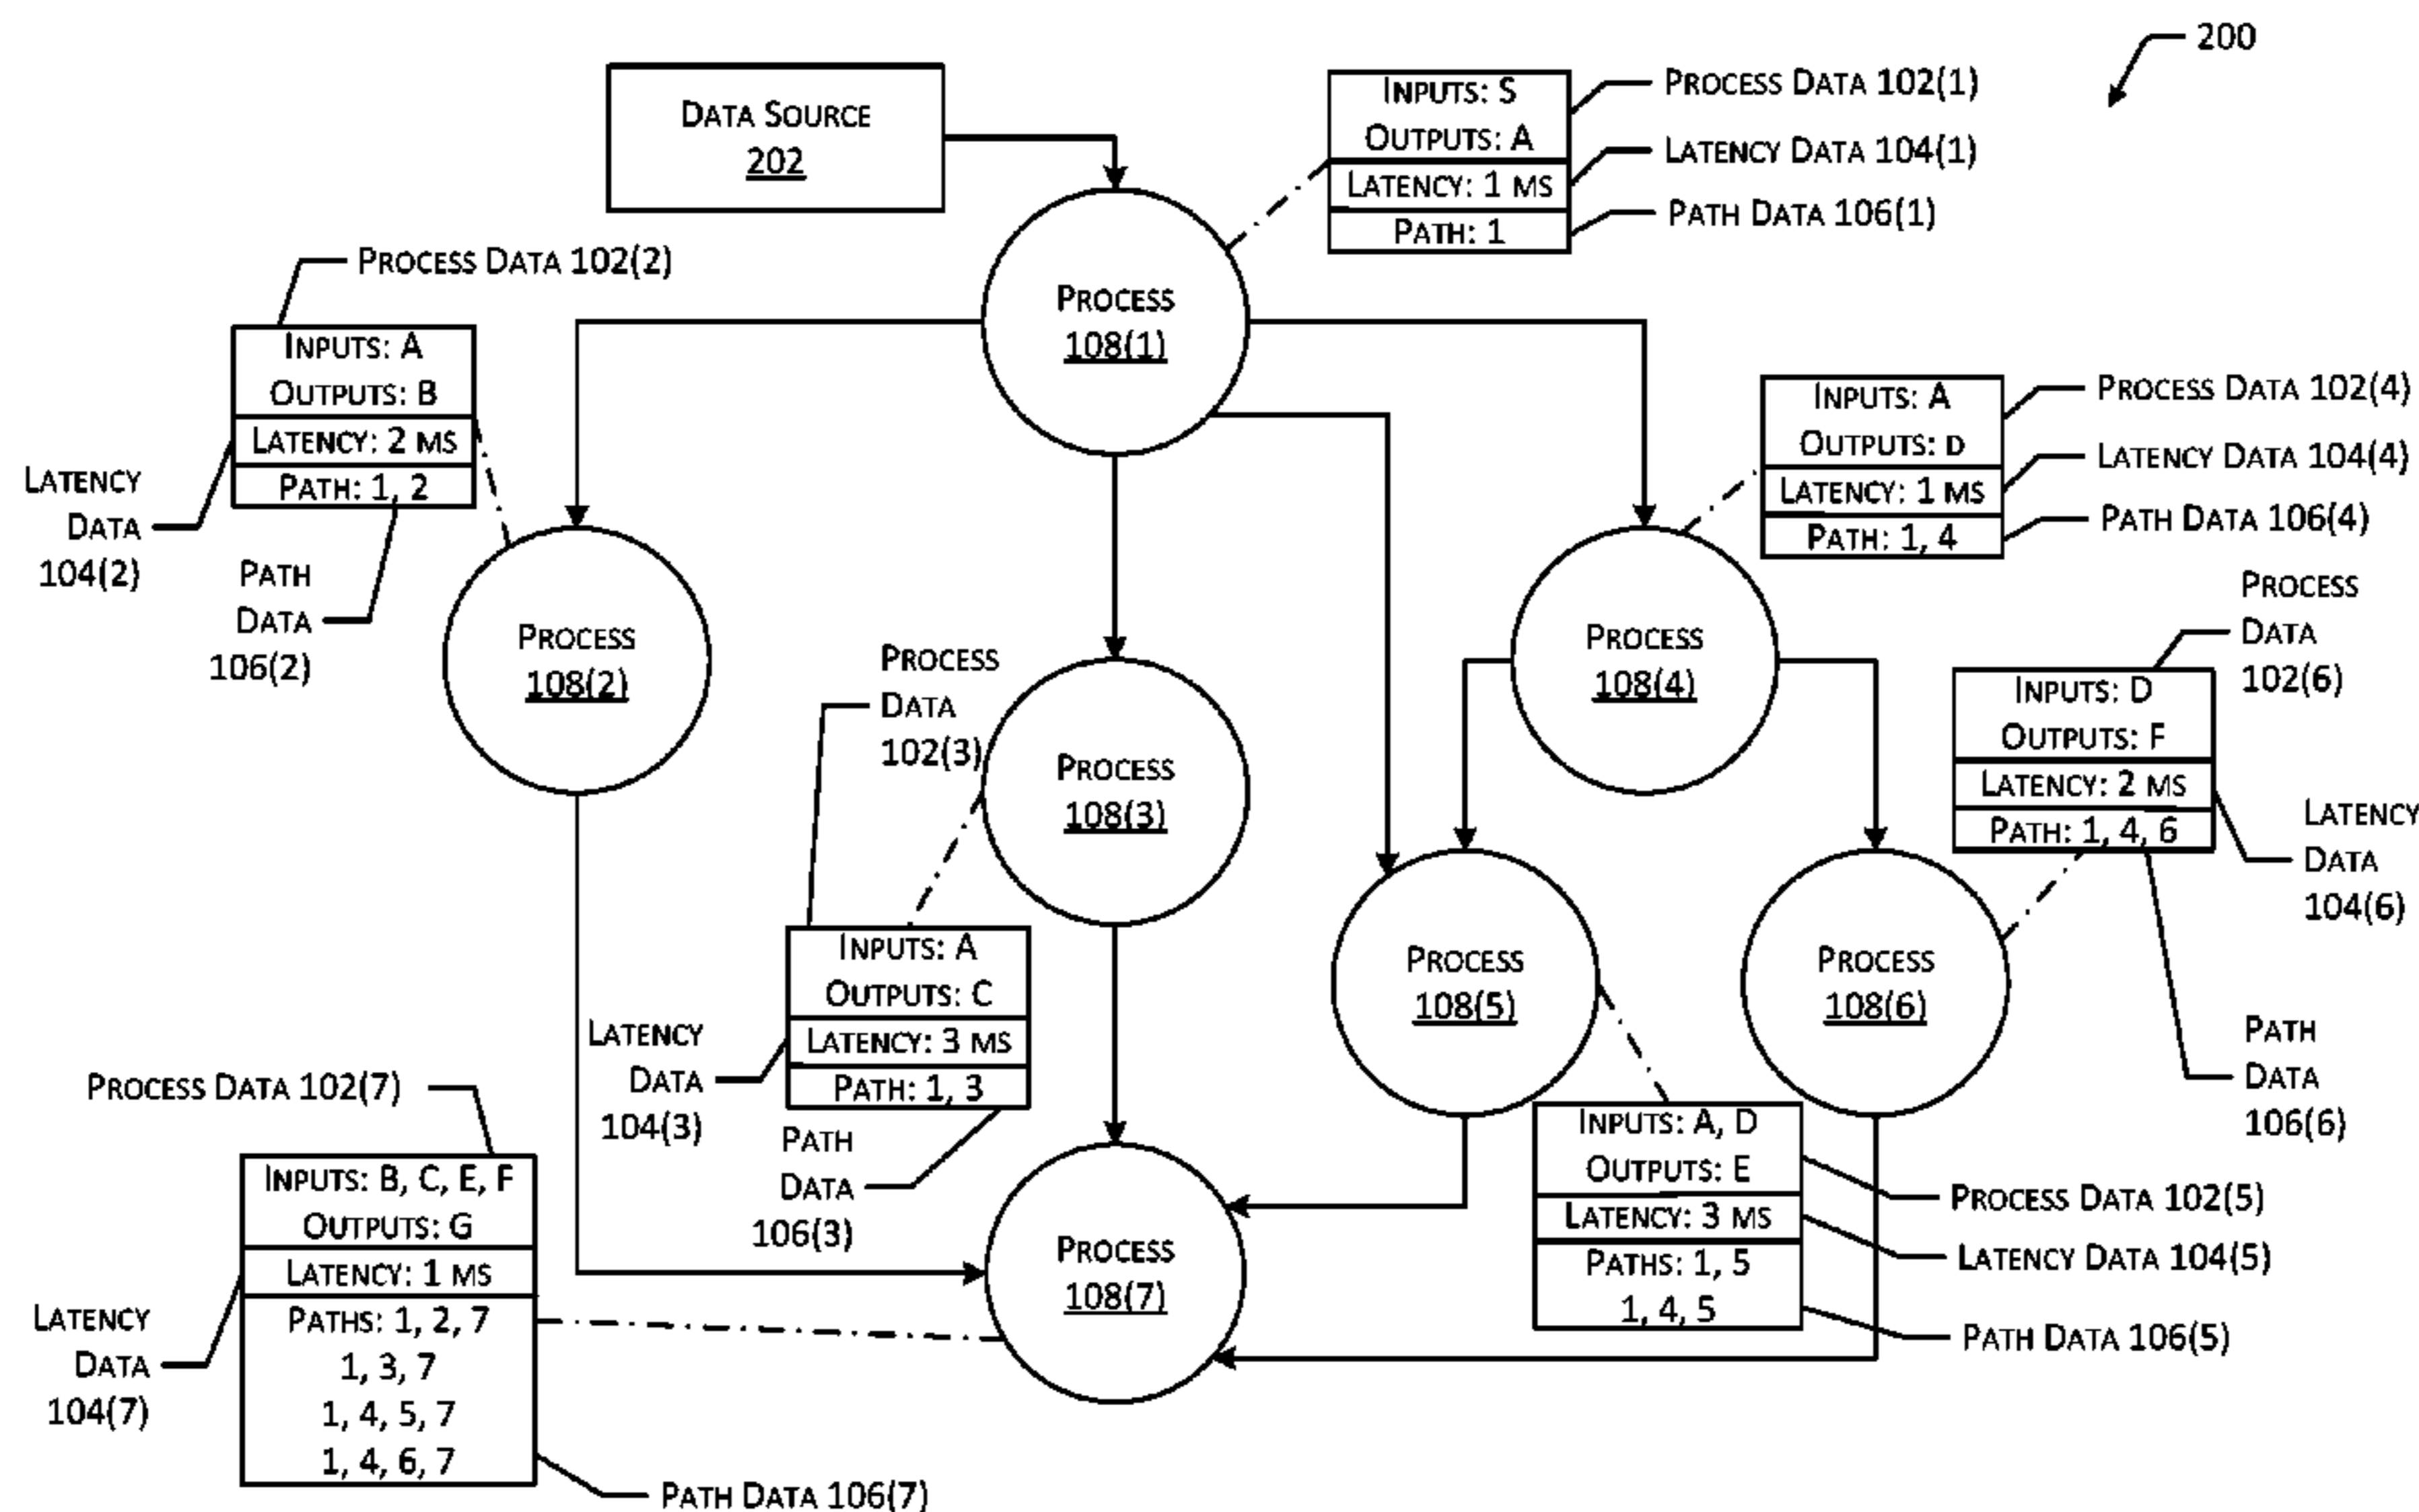 200
DATA SOURCE
202
INPUTS: S
OUTPUTS: A
LATENCY: 1 MS
PATH: 1
PROCESS DATA 102(1)
LATENCY DATA 104(1)
PATH DATA 106(1)
PROCESS
108(1)
PROCESS DATA 102(2)
INPUTS: A
OUTPUTS: B
LATENCY: 2 MS
PATH: 1, 2
LATENCY
DATA
104(2)
PATH
DATA
106(2)
PROCESS
108(2)
INPUTS: A
OUTPUTS: D
LATENCY: 1 MS
PATH: 1, 4
PROCESS DATA 102(4)
LATENCY DATA 104(4)
PATH DATA 106(4)
PROCESS
108(4)
PROCESS
DATA
102(3)
PROCESS
108(3)
INPUTS: A
OUTPUTS: C
LATENCY: 3 MS
PATH: 1, 3
LATENCY
DATA
104(3)
PATH
DATA
106(3)
PROCESS
DATA
102(6)
INPUTS: D
OUTPUTS: F
LATENCY: 2 MS
PATH: 1, 4, 6
LATENCY
DATA
104(6)
PATH
DATA
106(6)
PROCESS
108(5)
PROCESS
108(6)
INPUTS: A, D
OUTPUTS: E
LATENCY: 3 MS
PATHS: 1, 5
1, 4, 5
PROCESS DATA 102(5)
LATENCY DATA 104(5)
PATH DATA 106(5)
PROCESS DATA 102(7)
INPUTS: B, C, E, F
OUTPUTS: G
LATENCY: 1 MS
PATHS: 1, 2, 7
1, 3, 7
1, 4, 5, 7
1, 4, 6, 7
LATENCY
DATA
104(7)
PATH DATA 106(7)
PROCESS
108(7)